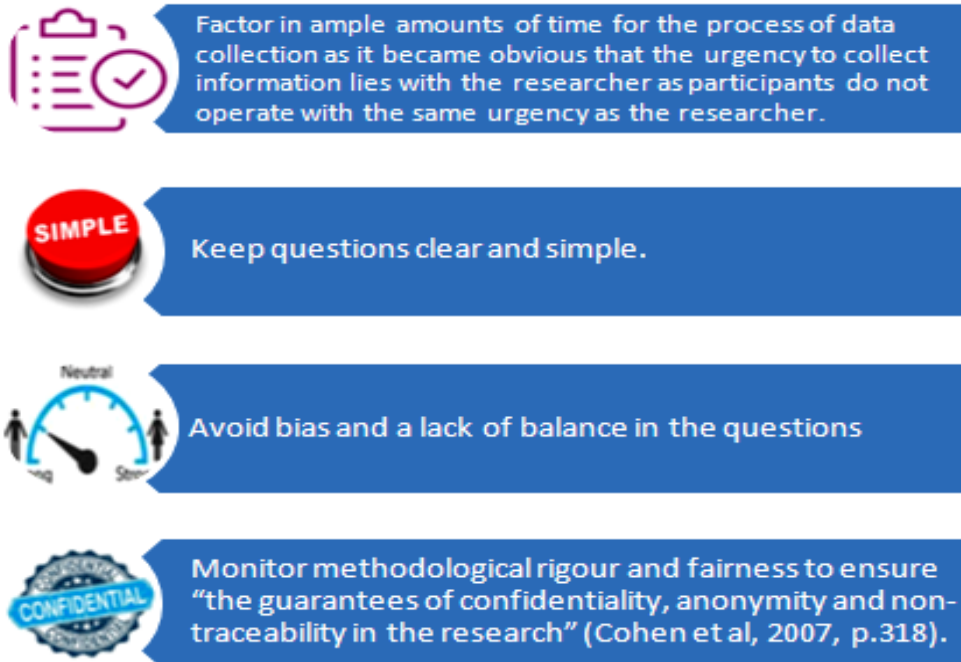 Factor in ample amounts of time for the process of data
collection as it became obvious that the urgency to collect
information lies with the researcher as participants do not
operate with the same urgency as the researcher.
SIMPLE
Keep questions clear and simple.
Neutral
Avoid bias and a lack of balance in the questions
CONFIDENTIAL
CONFIDENTIAL
CONFIDENTIAL
Monitor methodological rigour and fairness to ensure
“the guarantees of confidentiality, anonymity and non-
traceability in the research” (Cohen et al, 2007, p.318).